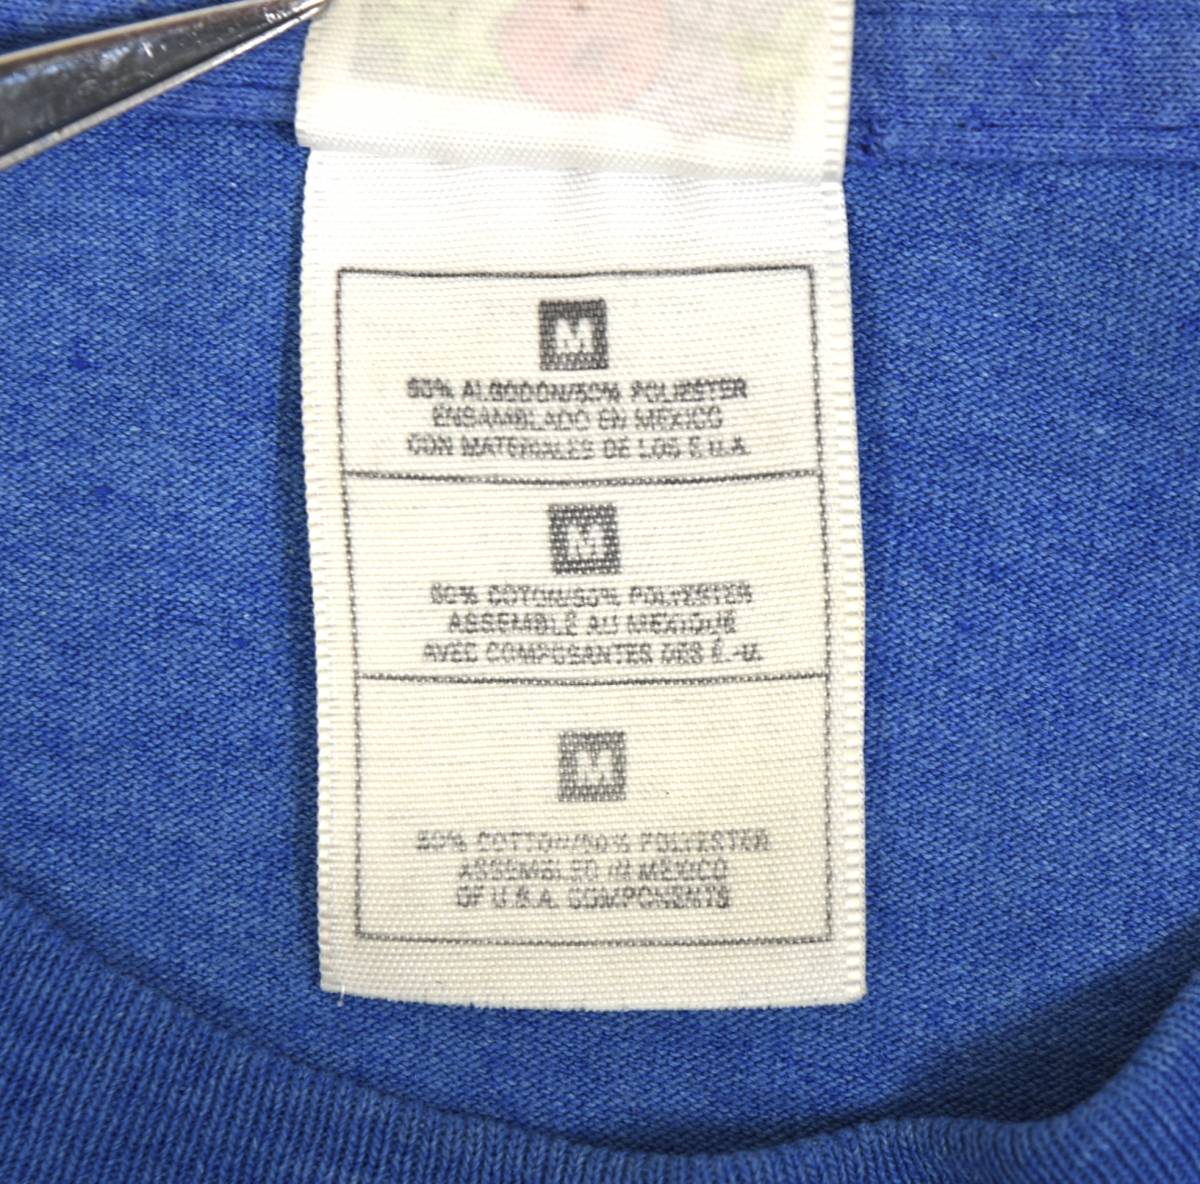 M
50% ALGODON/50% POLIESTER
ENSAMBLADO EN MEXICO
CON MATERIALES DE LOS E.U.A.
M
50% COTON/50% POLYESTER
ASSEMBLÉ AU MEXIQUE
AVEC COMPOSANTES DES É.-U.
M
50% COTTON/50% POLYESTER
ASSEMBLED IN MEXICO
OF U.S.A. COMPONENTS